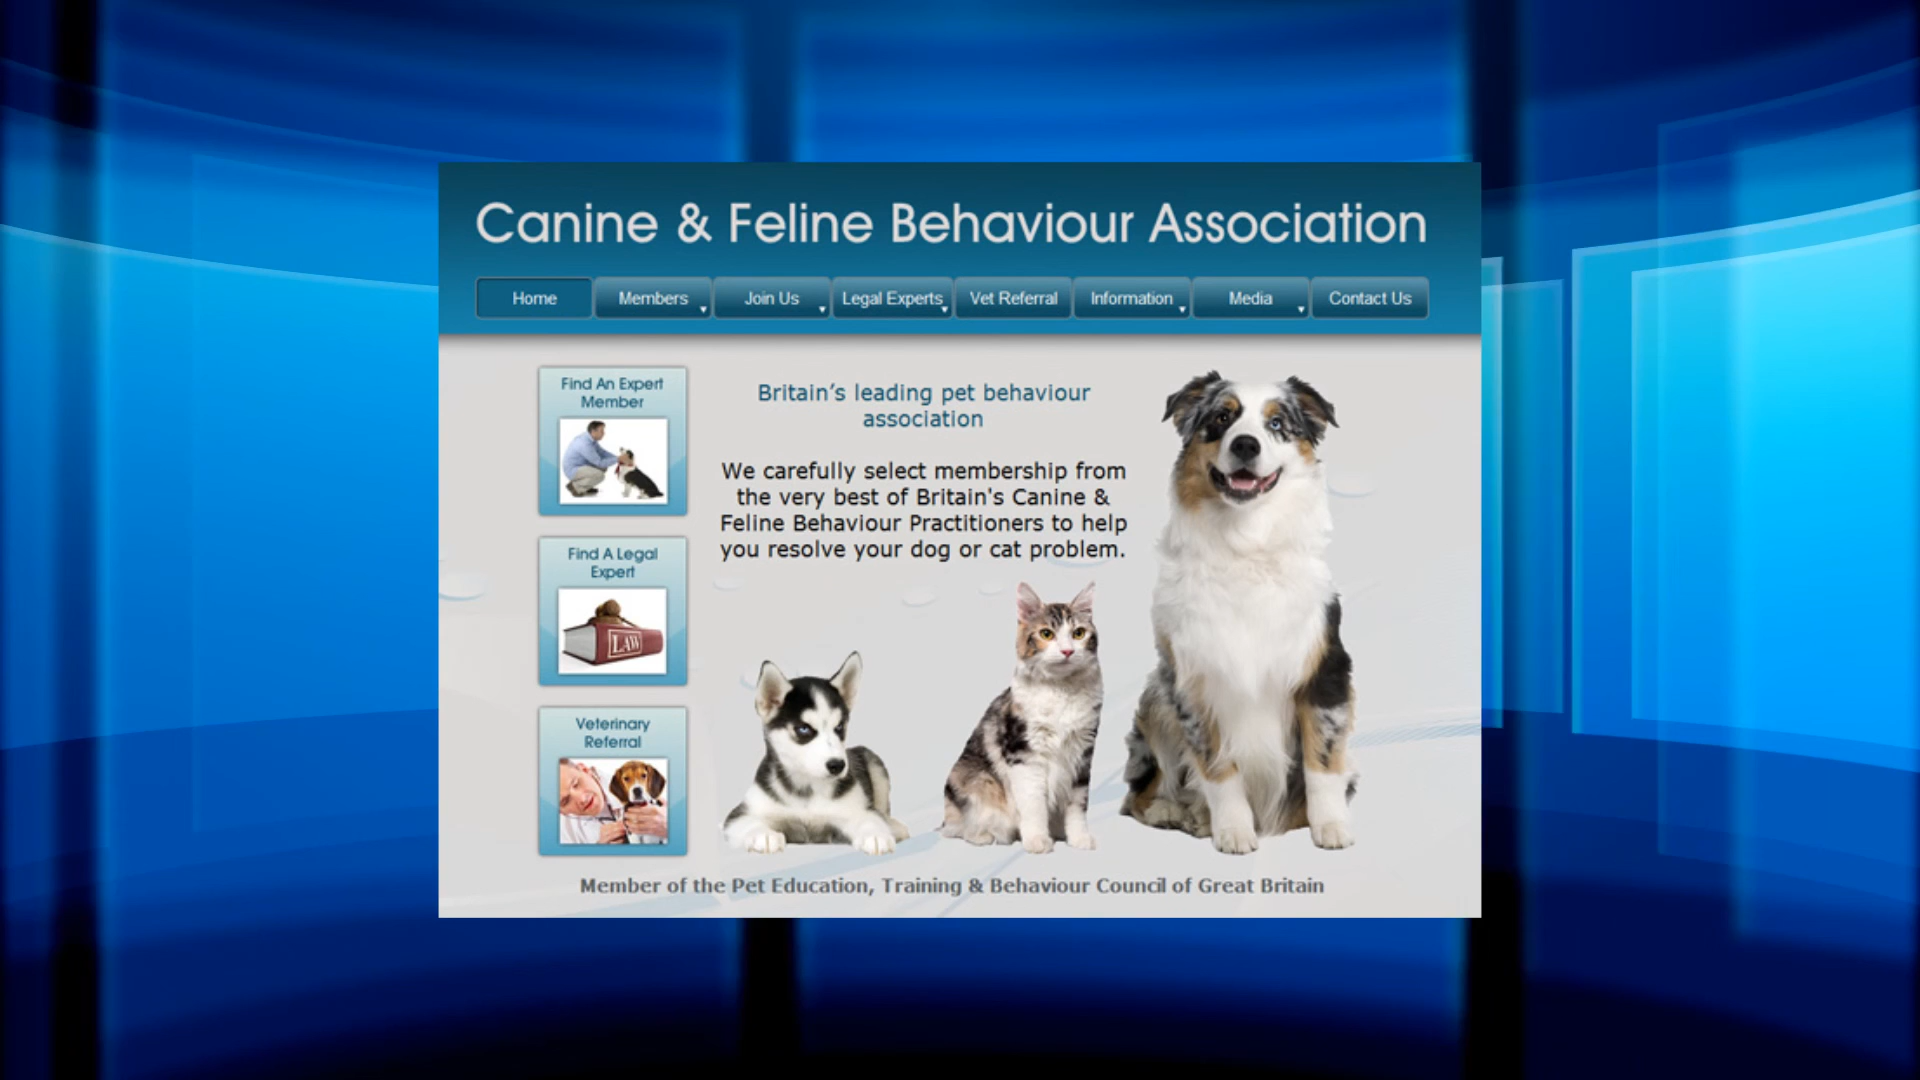 Canine & Feline Behaviour Association
Home
Members
Join Us
Legal Experts
Vet Referral
Information
Media
Contact Us
Find An Expert
Member
Find A Legal
Expert
LAW
Veterinary
Referral
Britain’s leading pet behaviour
association
We carefully select membership from
the very best of Britain's Canine &
Feline Behaviour Practitioners to help
you resolve your dog or cat problem.
Member of the Pet Education, Training & Behaviour Council of Great Britain